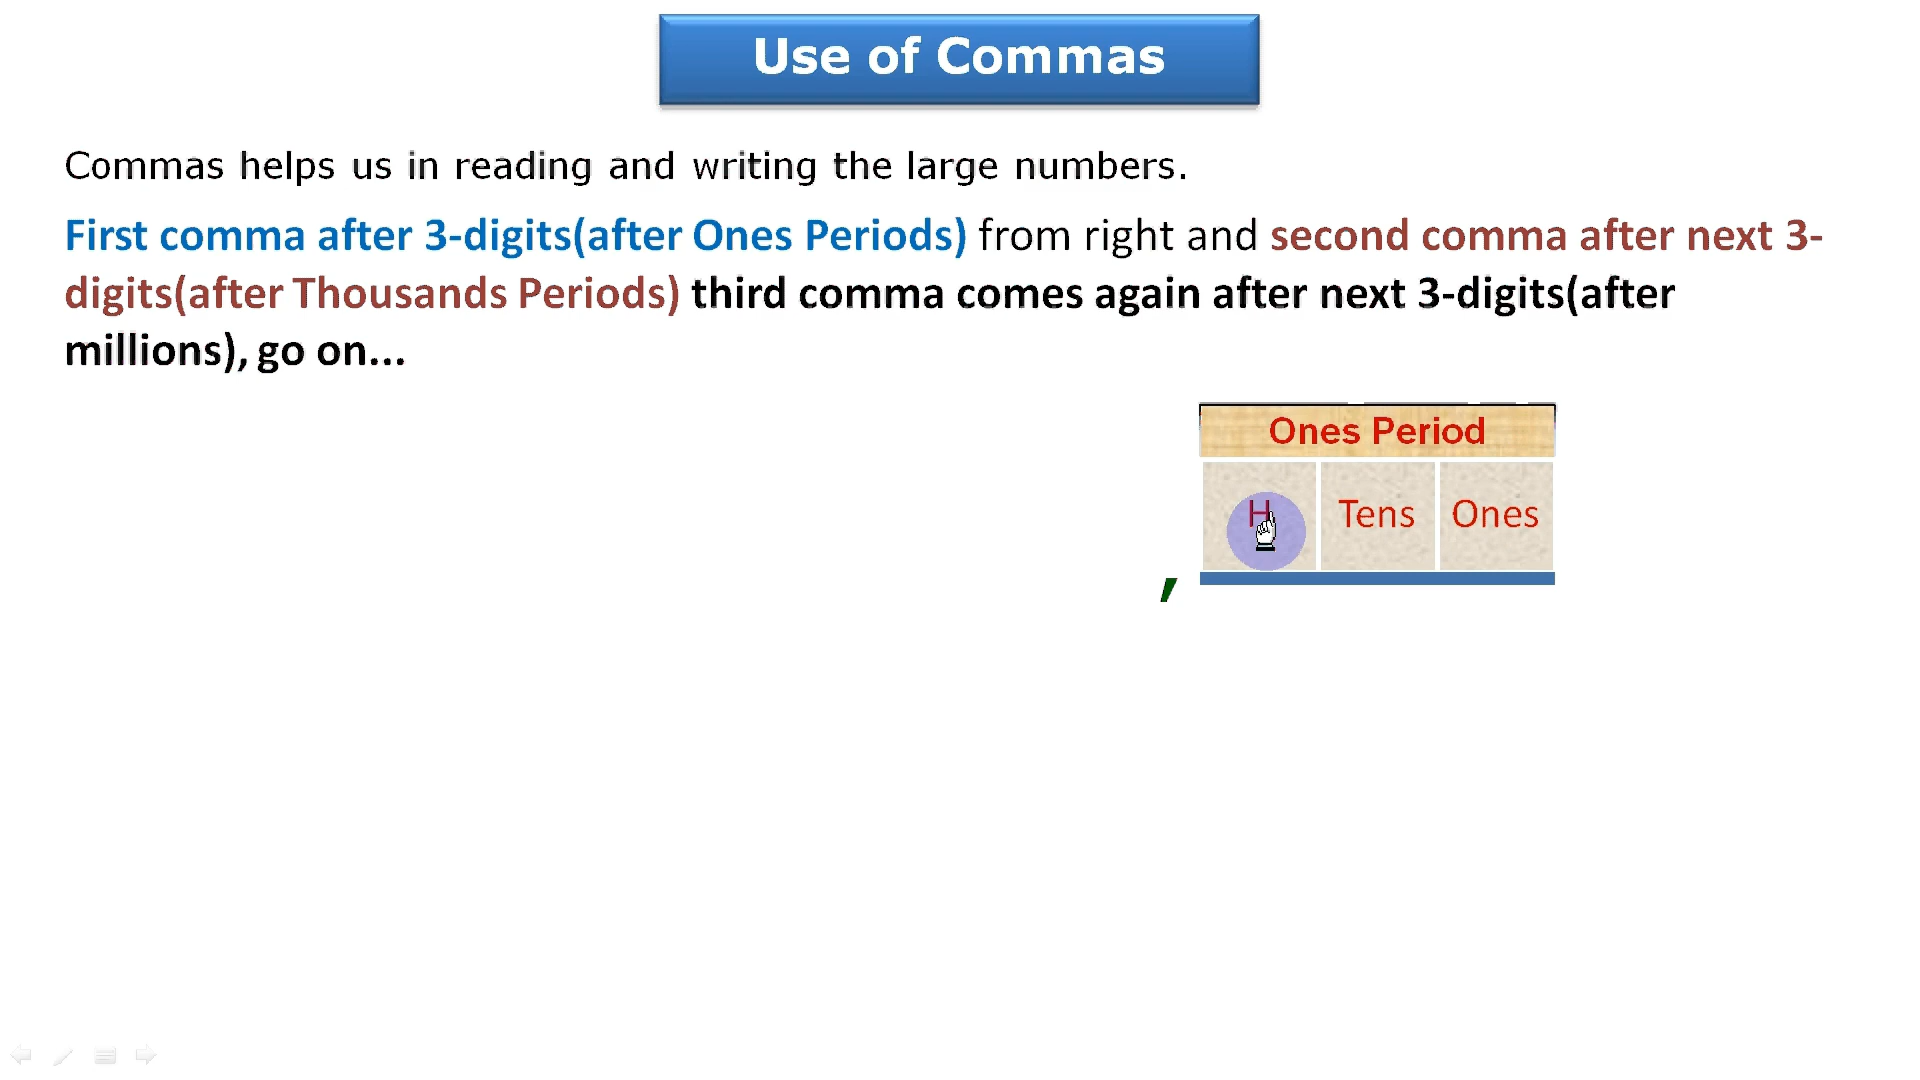 Use of Commas
Commas helps us in reading and writing the large numbers.
First comma after 3-digits(after Ones Periods) from right and second comma after next 3-
digits(after Thousands Periods) third comma comes again after next 3-digits(after
millions), go on...
Ones Period
H Tens Ones
,